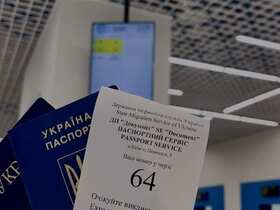 УКРАЇНА
ПАСПОРТ
Державна міграційна служба України
State Migration Service of Ukraine
ДП "Документ" SE "Document"
ПАСПОРТНИЙ СЕРВІС
PASSPORT SERVICE
Ваш номер у черзі
64
Очікуйте виклику